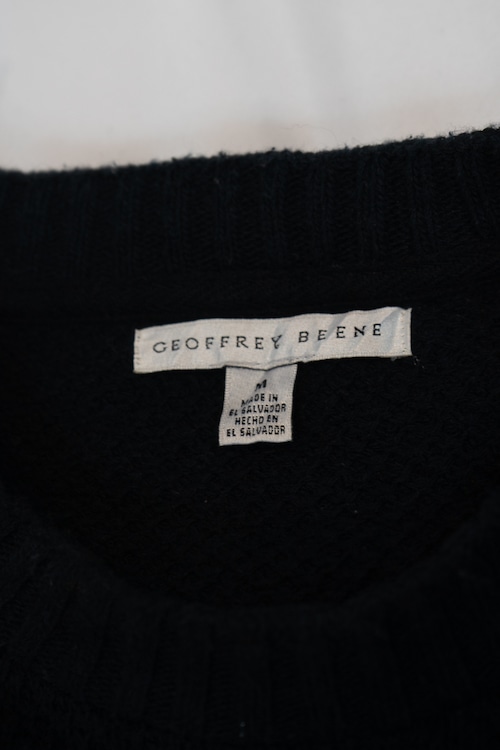 GEOFFREY BEENE
M
MADE IN
EL SALVADOR
HECHO EN
EL SALVADOR